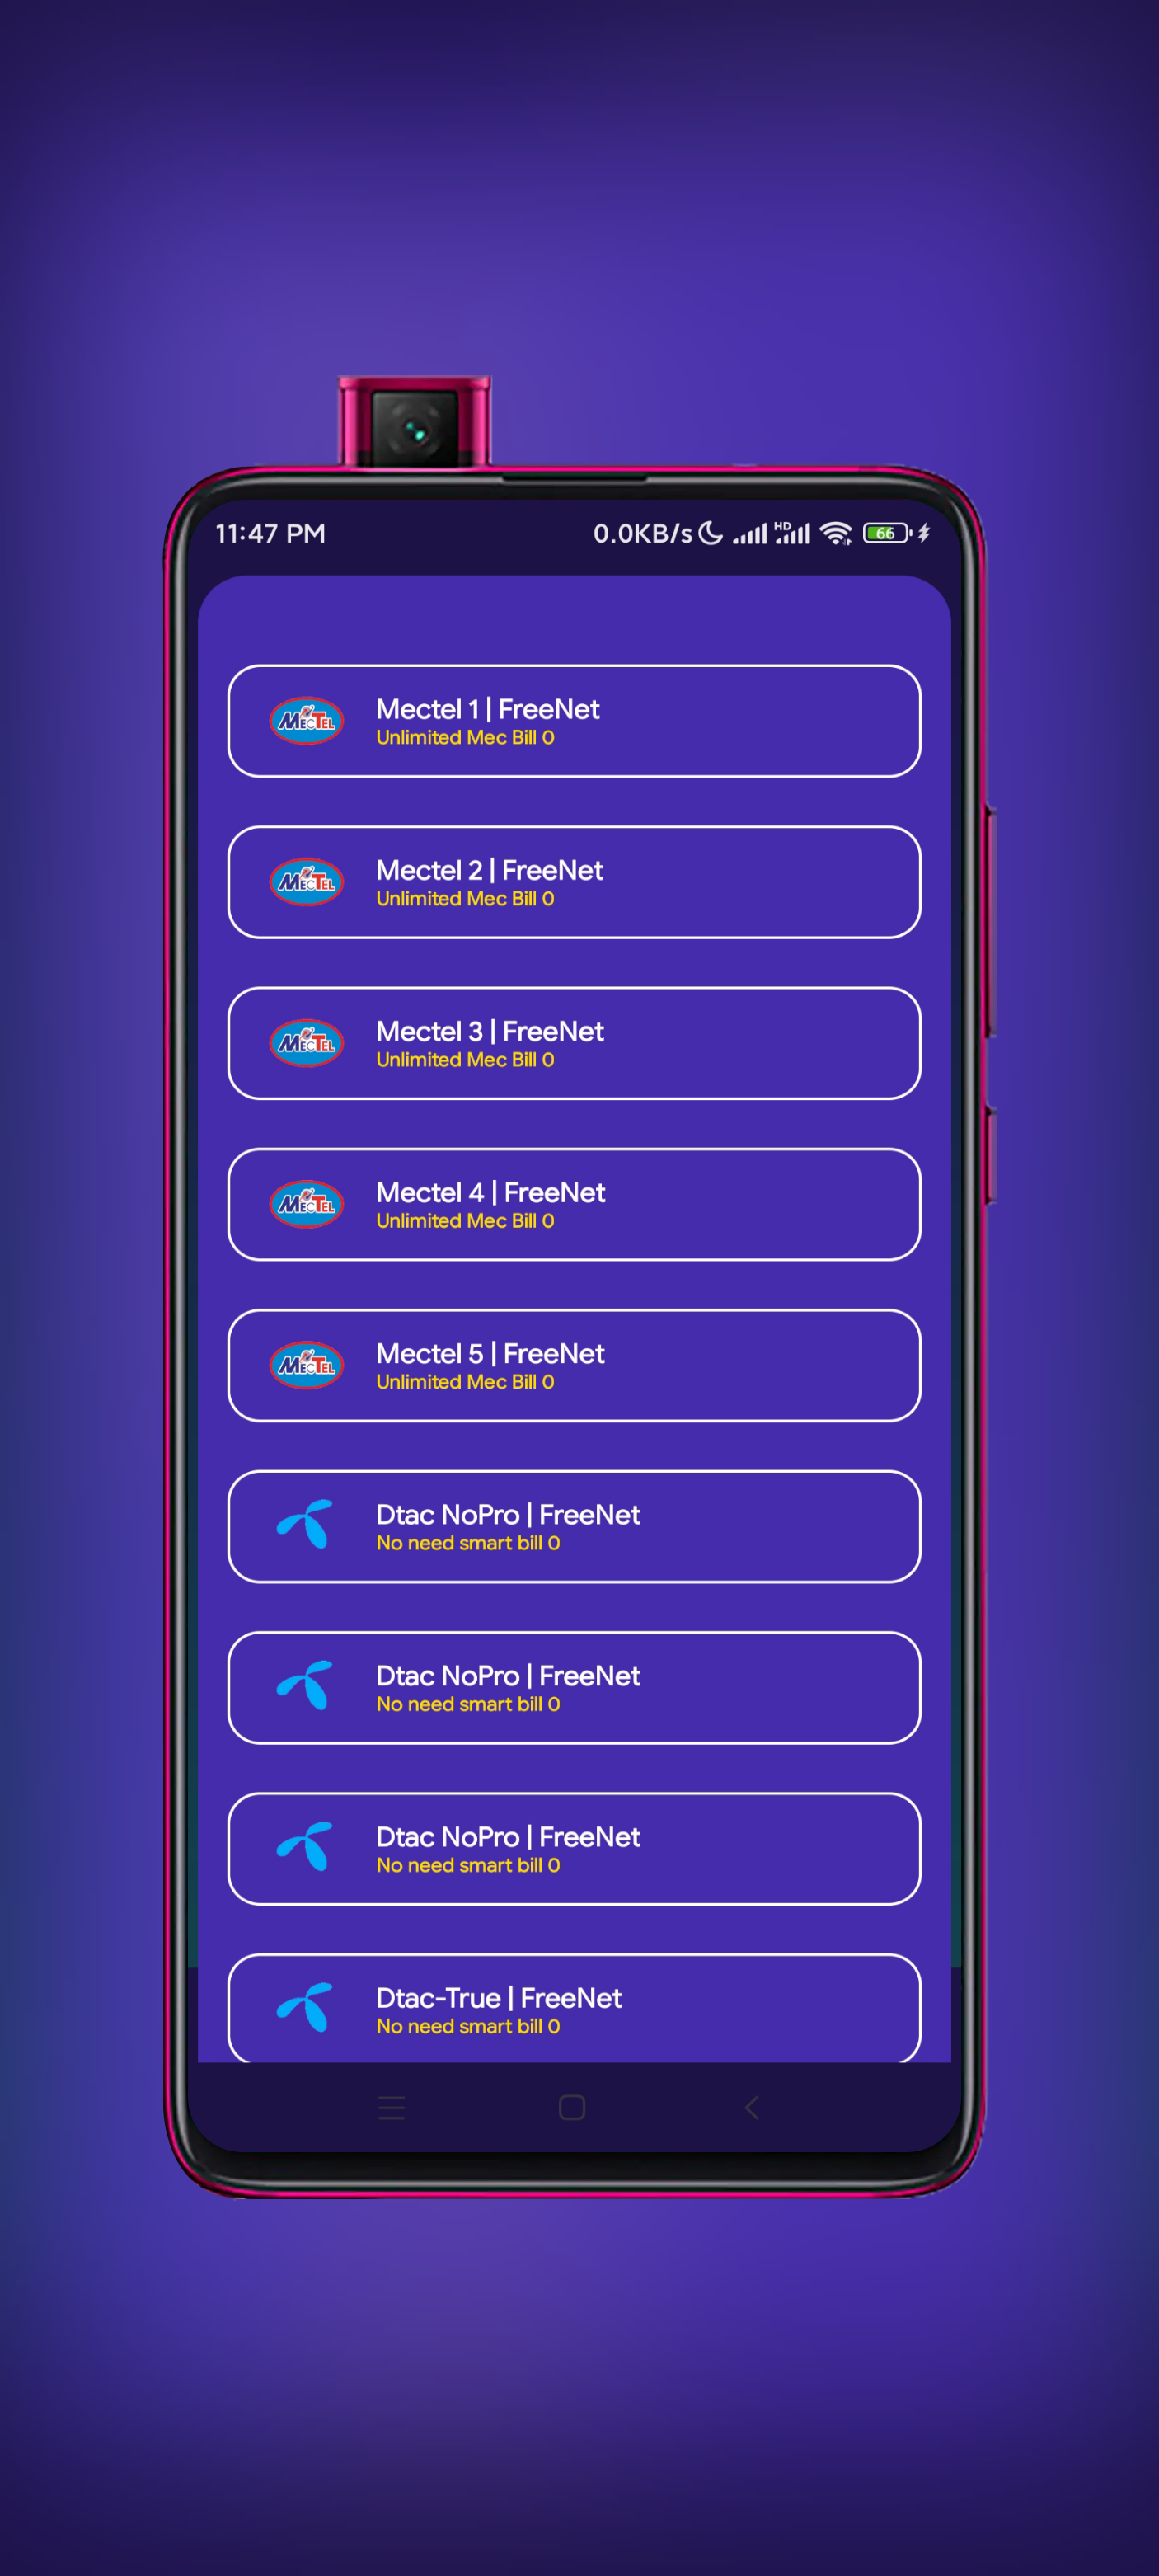 11:47 PM
0.0KB/s HD 66
MECTEL
Mectel 1 | FreeNet
Unlimited Mec Bill 0
MECTEL
Mectel 2 | FreeNet
Unlimited Mec Bill 0
MECTEL
Mectel 3 | FreeNet
Unlimited Mec Bill 0
MECTEL
Mectel 4 | FreeNet
Unlimited Mec Bill 0
MECTEL
Mectel 5 | FreeNet
Unlimited Mec Bill 0
Dtac NoPro | FreeNet
No need smart bill 0
Dtac NoPro | FreeNet
No need smart bill 0
Dtac NoPro | FreeNet
No need smart bill 0
Dtac-True | FreeNet
No need smart bill 0